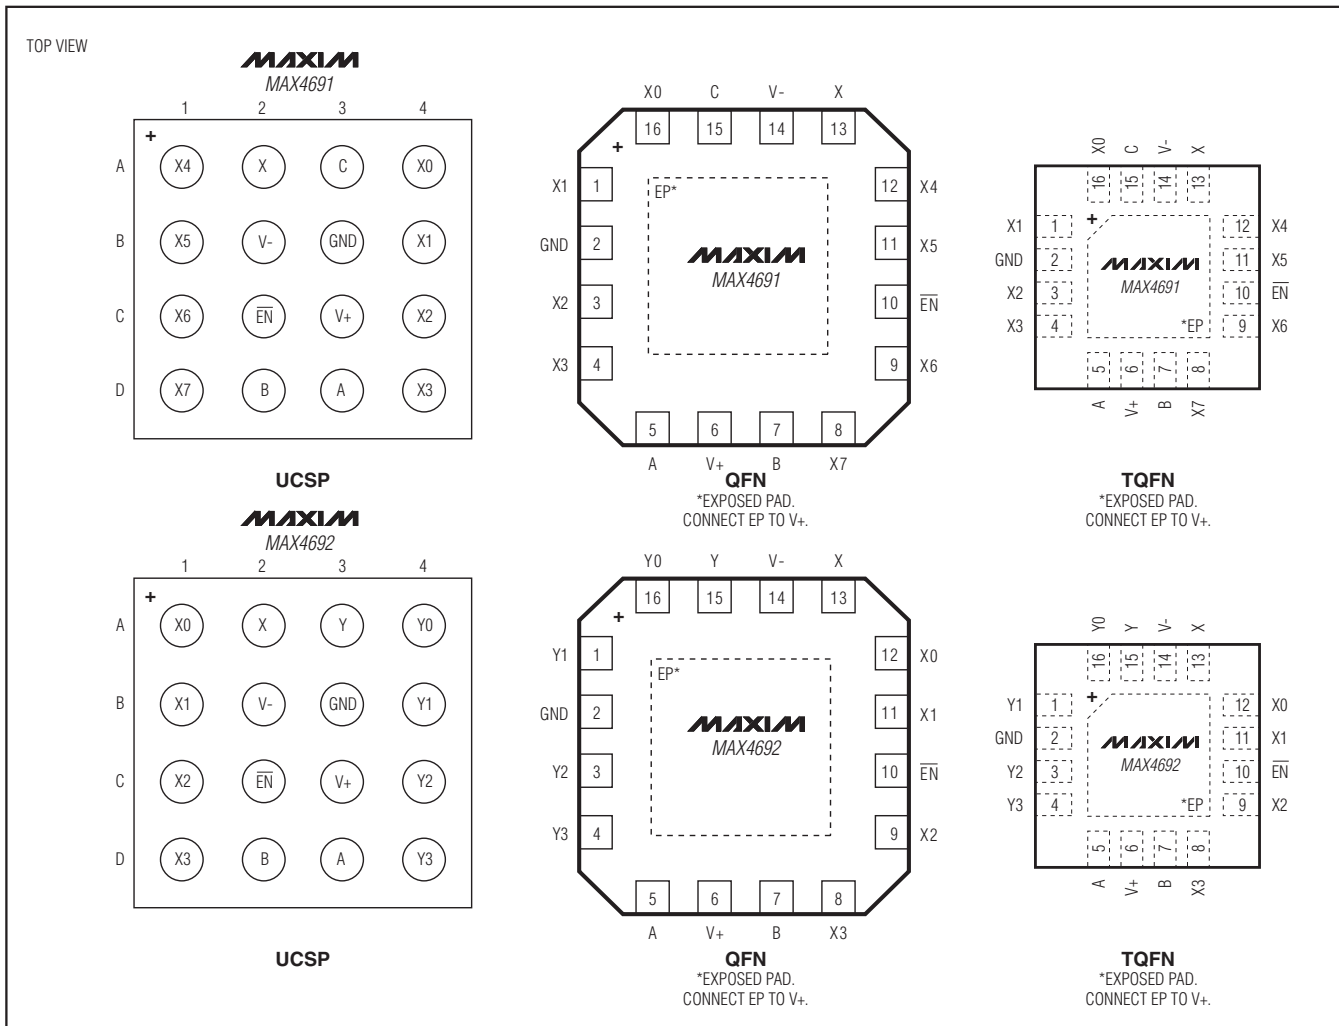 TOP VIEW
MAXIM
MAX4691
1 2 3 4
A X4 X C X0
B X5 V- GND X1
C X6 EN V+ X2
D X7 B A X3
UCSP
X0 C V- X
16 15 14 13
X1 1 12 X4
GND 2 11 X5
X2 3 10 EN
X3 4 9 X6
EP*
MAXIM
MAX4691
5 6 7 8
A V+ B X7
QFN
*EXPOSED PAD.
CONNECT EP TO V+.
X0 C V- X
16 15 14 13
X1 1 12 X4
GND 2 11 X5
X2 3 10 EN
X3 4 9 X6
MAXIM
MAX4691
*EP
5 6 7 8
A V+ B X7
TQFN
*EXPOSED PAD.
CONNECT EP TO V+.
MAXIM
MAX4692
1 2 3 4
A X0 X Y Y0
B X1 V- GND Y1
C X2 EN V+ Y2
D X3 B A Y3
UCSP
Y0 Y V- X
16 15 14 13
Y1 1 12 X0
GND 2 11 X1
Y2 3 10 EN
Y3 4 9 X2
EP*
MAXIM
MAX4692
5 6 7 8
A V+ B X3
QFN
*EXPOSED PAD.
CONNECT EP TO V+.
Y0 Y V- X
16 15 14 13
Y1 1 12 X0
GND 2 11 X1
Y2 3 10 EN
Y3 4 9 X2
MAXIM
MAX4692
*EP
5 6 7 8
A V+ B X3
TQFN
*EXPOSED PAD.
CONNECT EP TO V+.